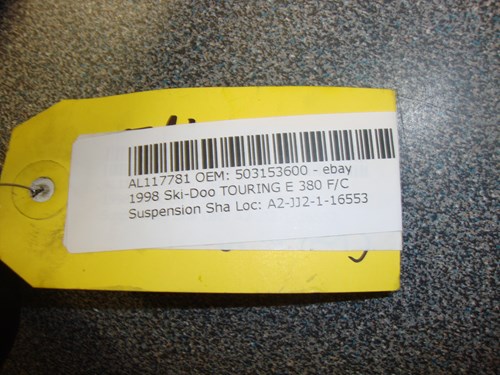 AL117781 OEM: 503153600 - ebay
1998 Ski-Doo TOURING E 380 F/C
Suspension Sha Loc: A2-JJ2-1-16553